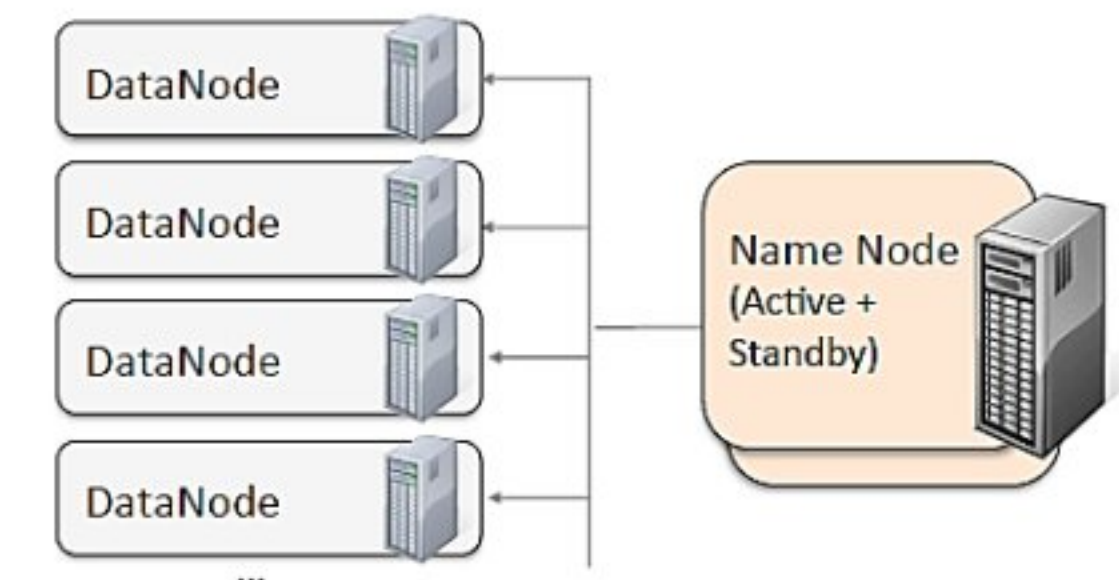 DataNode
DataNode
DataNode
DataNode
...
Name Node
(Active +
Standby)